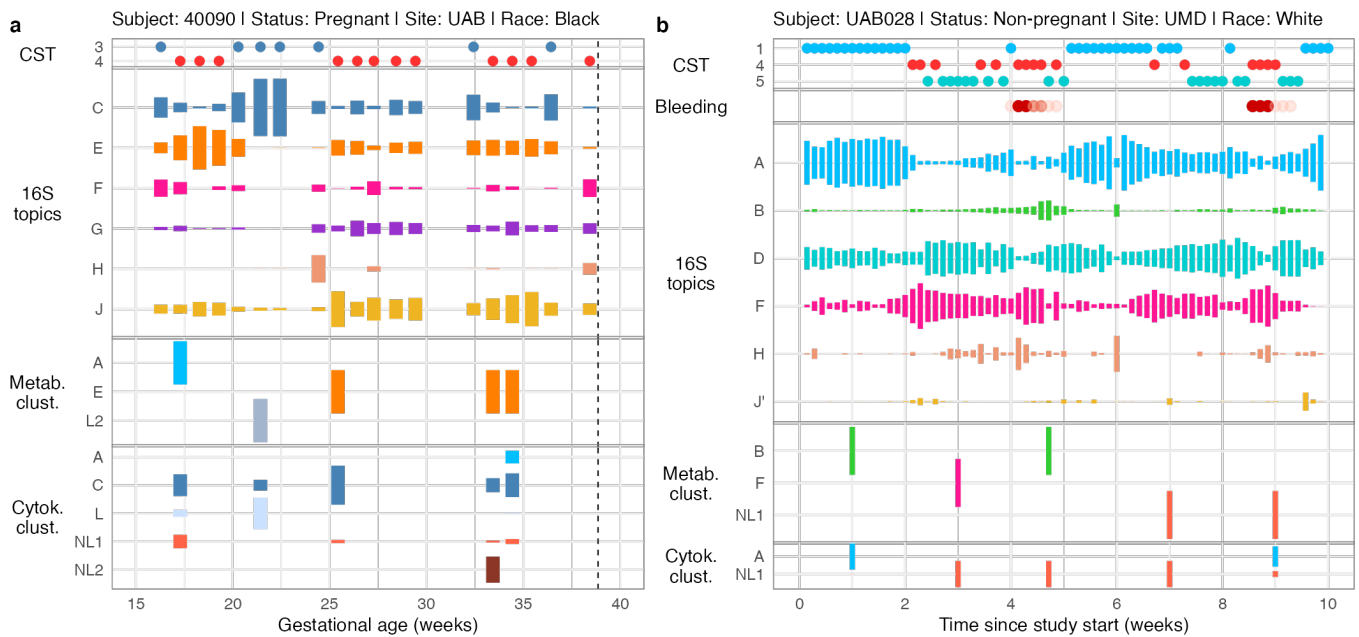 a
Subject: 40090 | Status: Pregnant | Site: UAB | Race: Black
CST
3
4
16S
topics
C
E
F
G
H
J
Metab.
clust.
A
E
L2
Cytok.
clust.
A
C
L
NL1
NL2
15 20 25 30 35 40
Gestational age (weeks)
b
Subject: UAB028 | Status: Non-pregnant | Site: UMD | Race: White
CST
1
4
5
Bleeding
16S
topics
A
B
D
F
H
J'
Metab.
clust.
B
F
NL1
Cytok.
clust.
A
NL1
0 2 4 6 8 10
Time since study start (weeks)